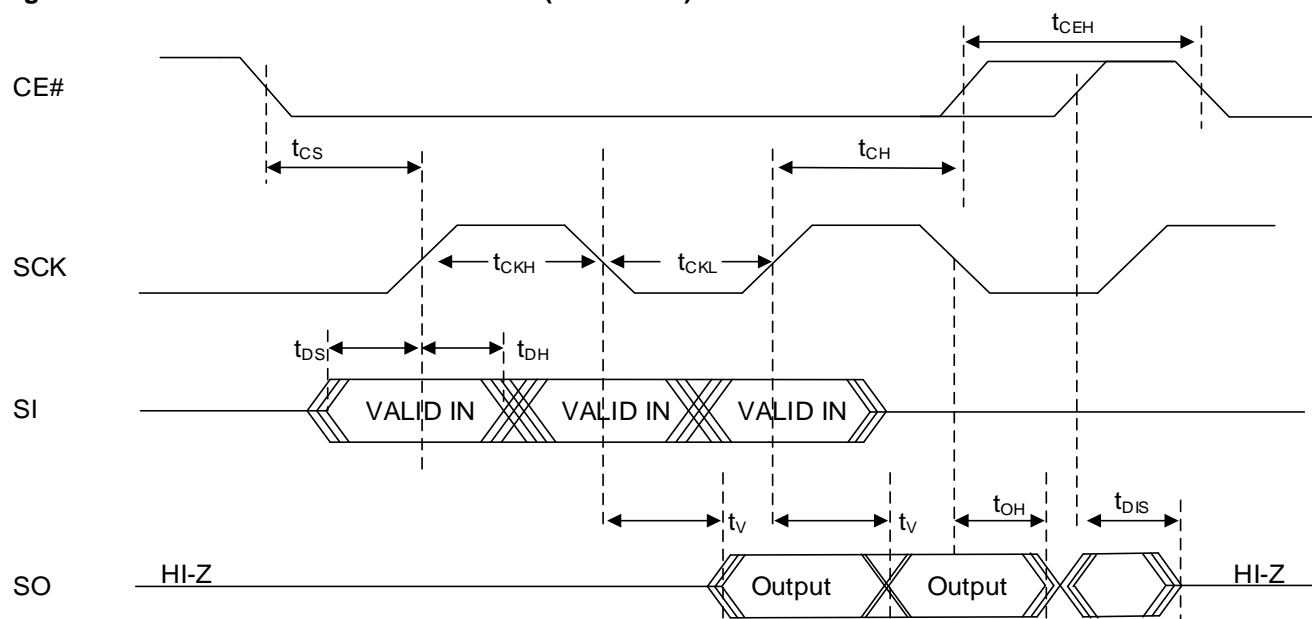 tCEH
CE#
tCS
tCH
SCK
tCKH
tCKL
tDS
tDH
SI
VALID IN
VALID IN
VALID IN
tV
tV
tOH
tDIS
SO
HI-Z
Output
Output
HI-Z